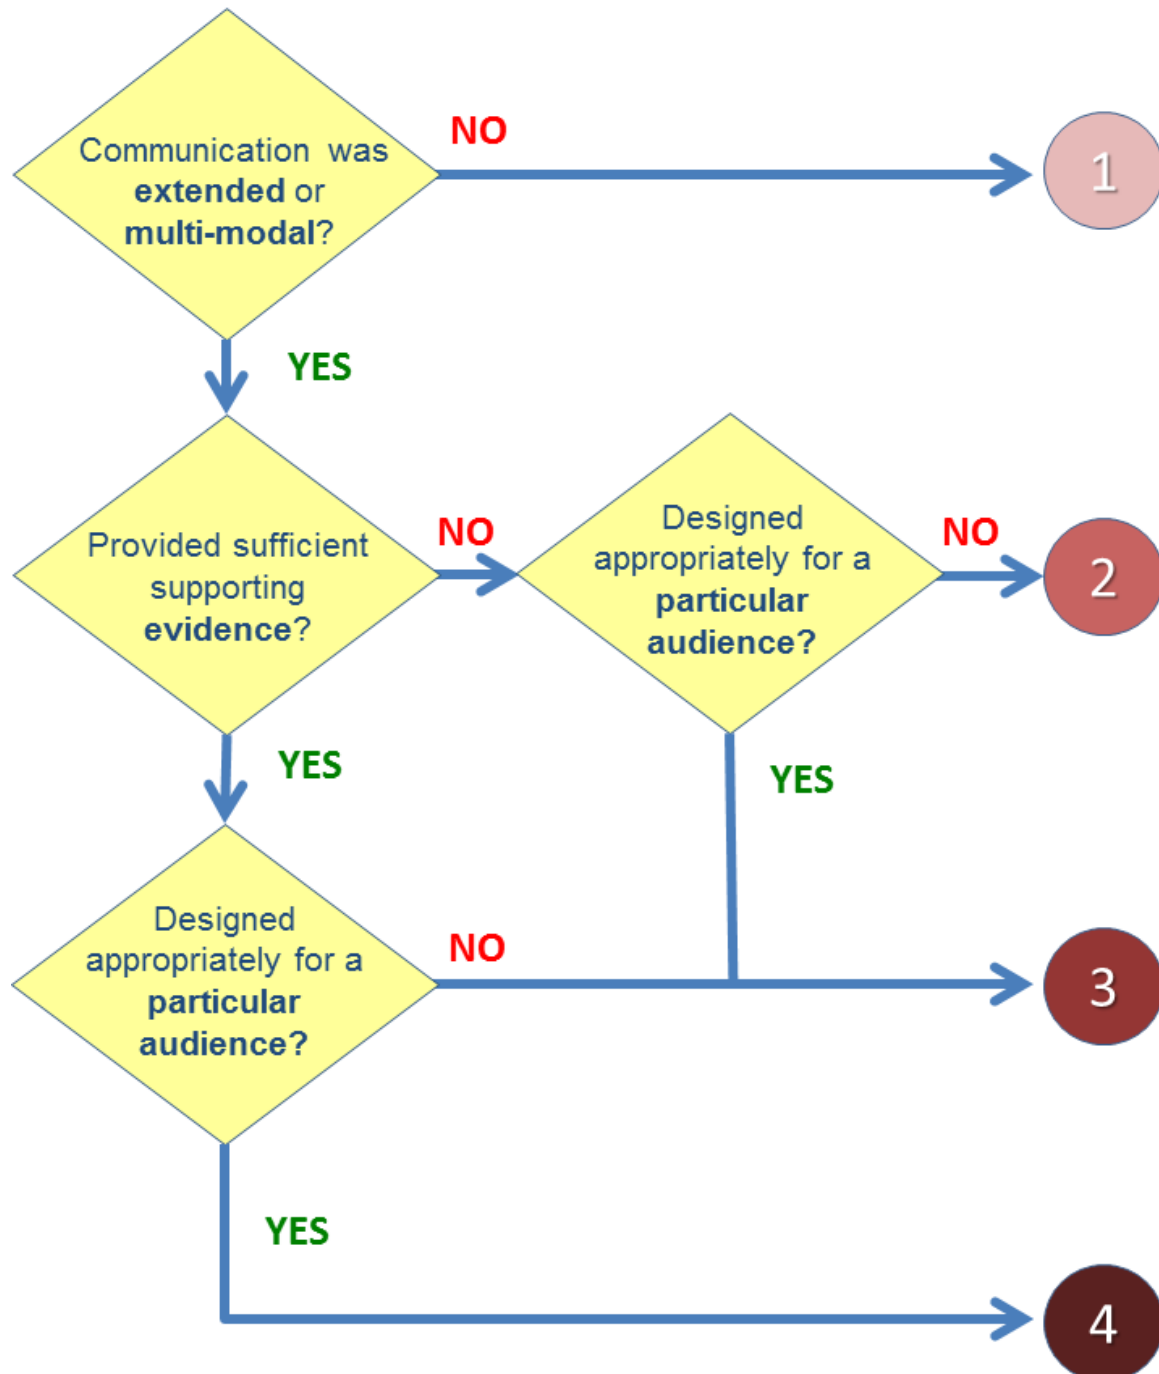 Communication was
extended or
multi-modal?
NO
1
YES
Provided sufficient
supporting
evidence?
NO
Designed
appropriately for a
particular
audience?
NO
2
YES
YES
Designed
appropriately for a
particular
audience?
NO
3
YES
4